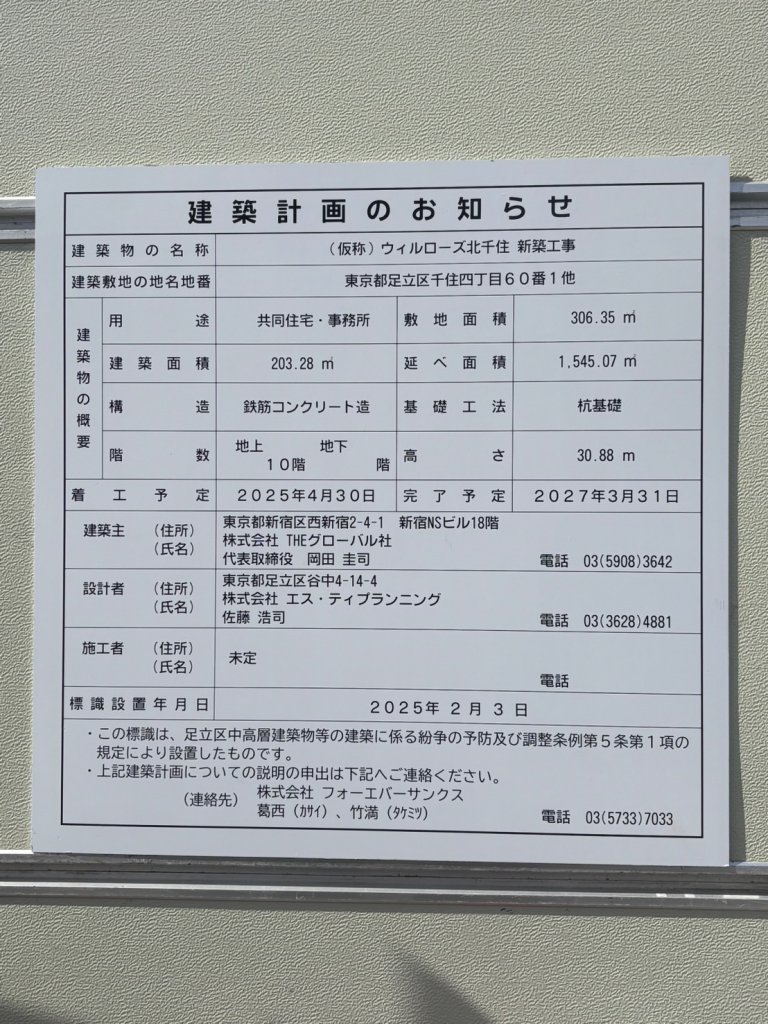 建築計画のお知らせ
建築物の名称 （仮称）ウィルローズ北千住 新築工事
建築敷地の地名地番 東京都足立区千住四丁目６０番１他
建築物の概要
用途 共同住宅・事務所 敷地面積 306.35 ㎡
建築面積 203.28 ㎡ 延べ面積 1,545.07 ㎡
構造 鉄筋コンクリート造 基礎工法 杭基礎
階数 地上 １０階 地下 階 高さ 30.88 ｍ
着工予定 ２０２５年４月３０日 完了予定 ２０２７年３月３１日
建築主 （住所） 東京都新宿区西新宿2-4-1 新宿NSビル18階
（氏名） 株式会社 THEグローバル社
代表取締役 岡田 圭司 電話 03(5908)3642
設計者 （住所） 東京都足立区谷中4-14-4
（氏名） 株式会社 エス・ティプランニング
佐藤 浩司 電話 03(3628)4881
施工者 （住所）
（氏名） 未定
電話
標識設置年月日 ２０２５年 ２月 ３日
・この標識は、足立区中高層建築物等の建築に係る紛争の予防及び調整条例第５条第１項の
規定により設置したものです。
・上記建築計画についての説明の申出は下記へご連絡ください。
（連絡先） 株式会社 フォーエバーサンクス
葛西（ｶｻｲ）、竹満（ﾀｹﾐﾂ） 電話 03(5733)7033